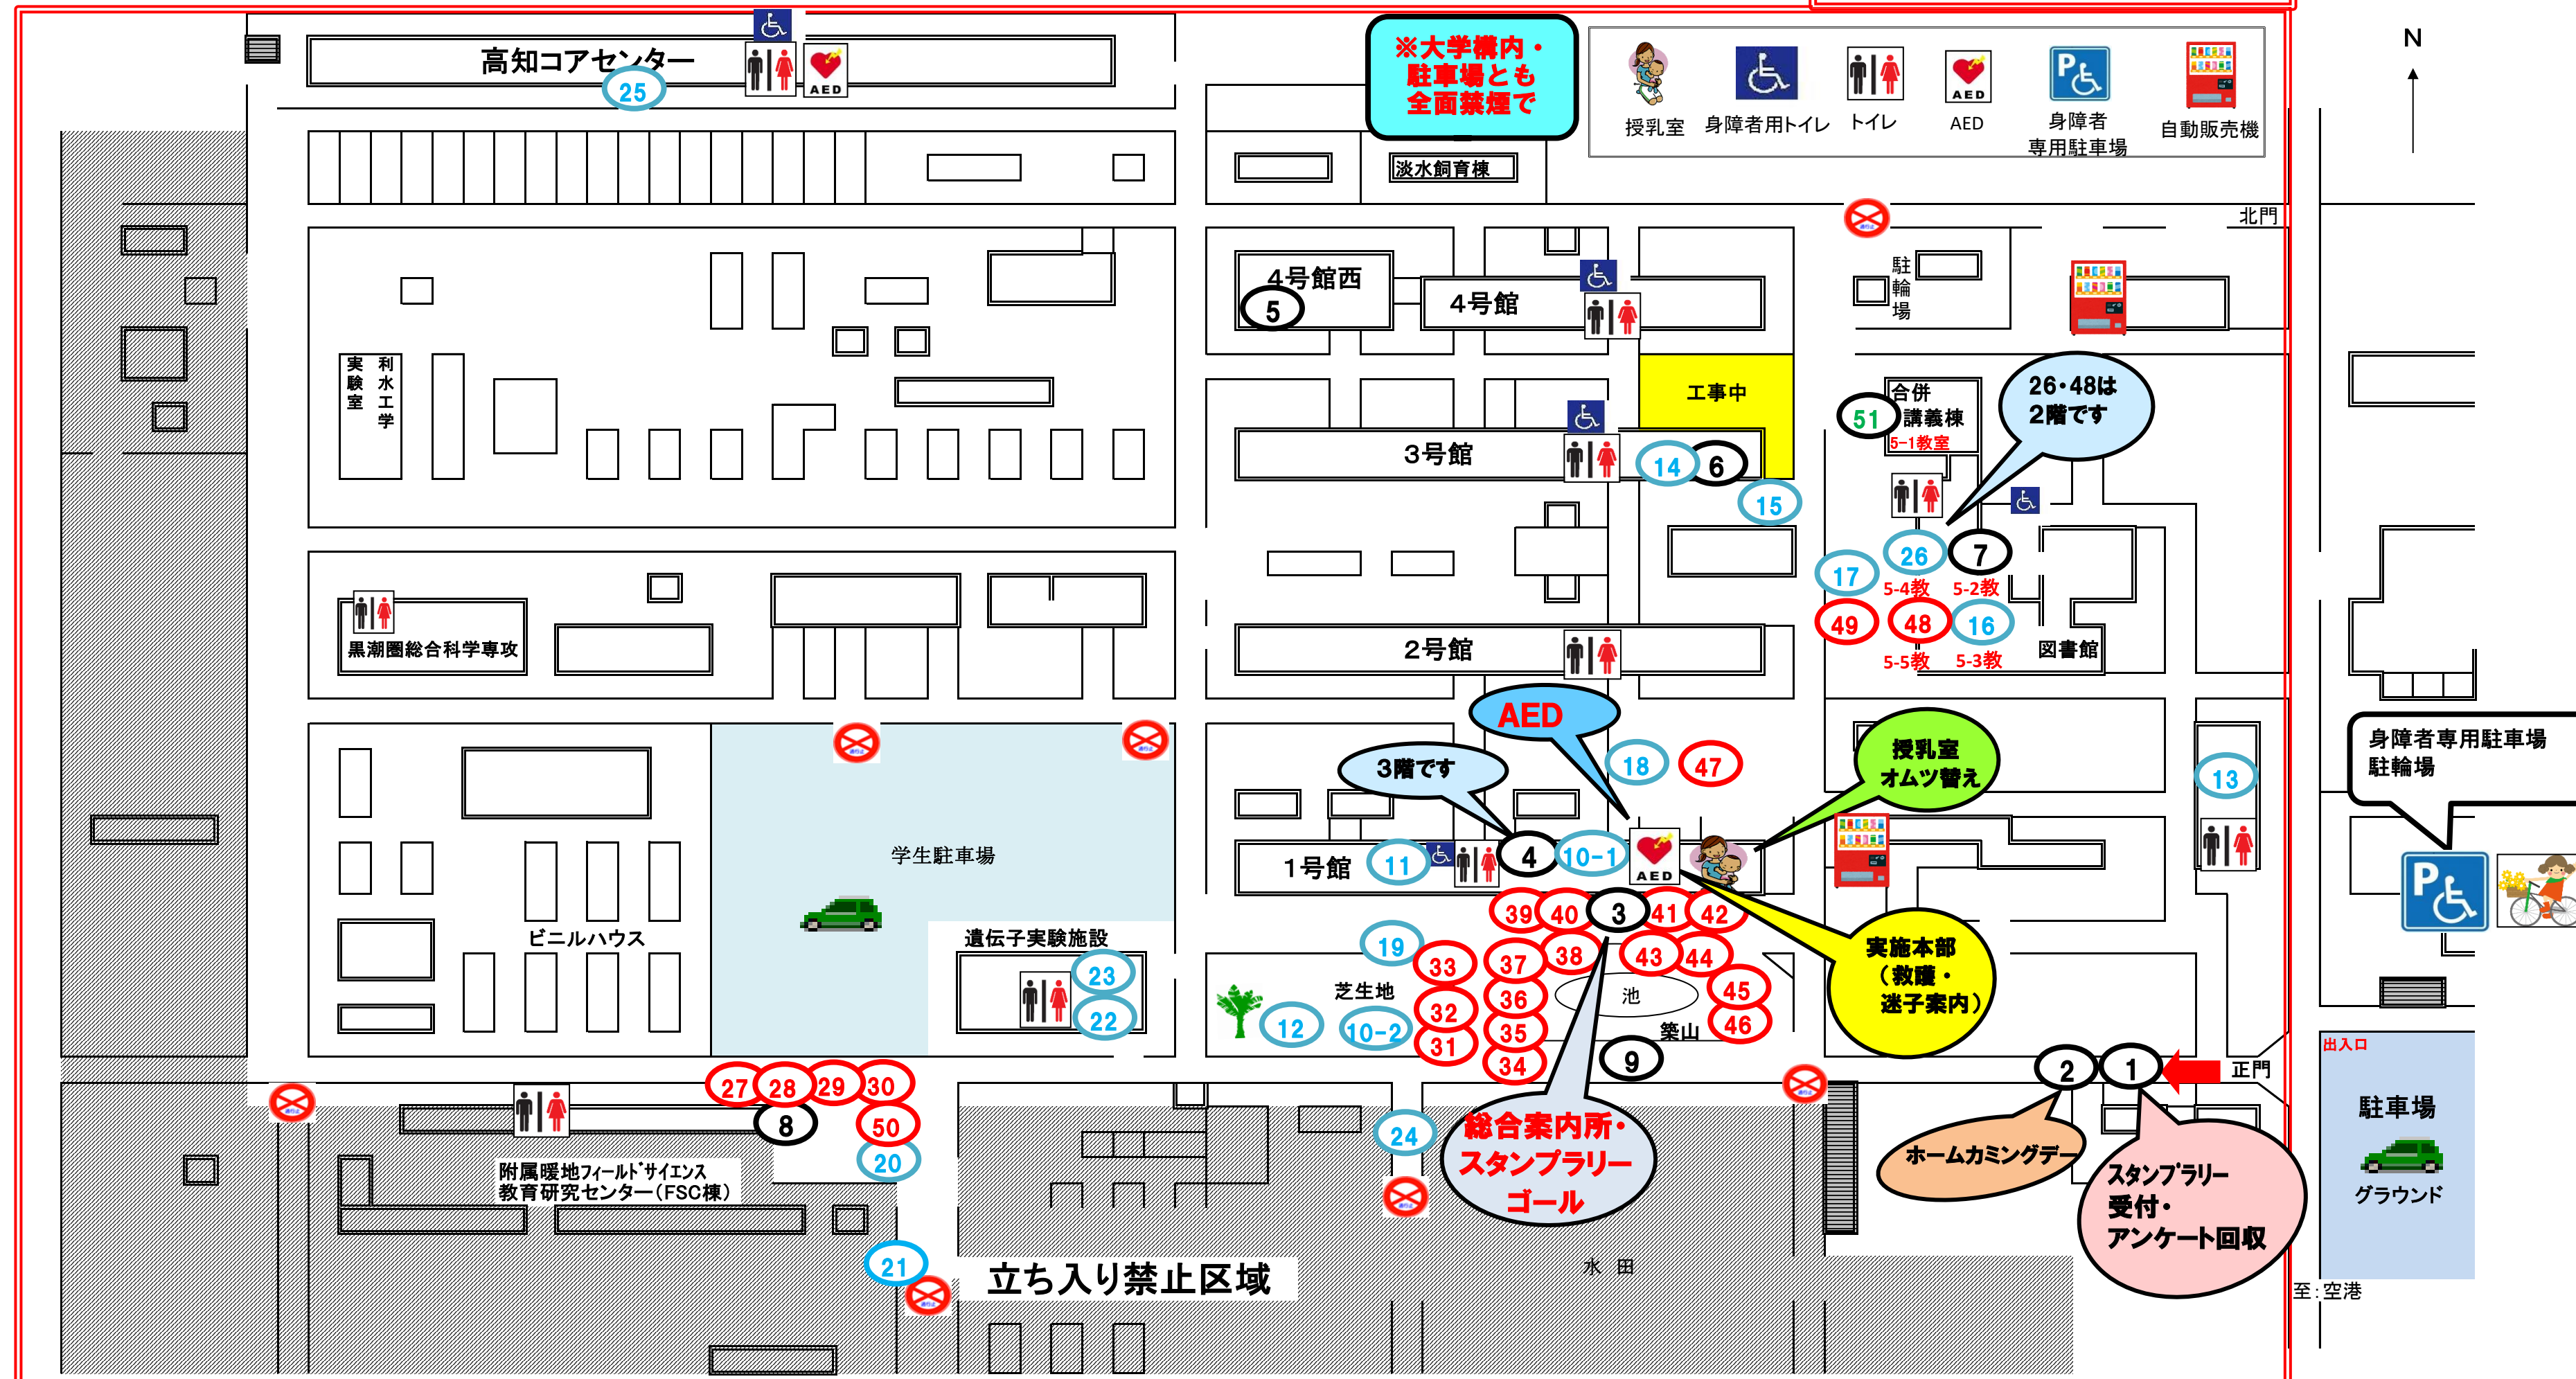 高知コアセンター
25
AED
※大学構内・
駐車場とも
全面禁煙で
授乳室
身障者用トイレ
トイレ
AED
AED
身障者
専用駐車場
自動販売機
N
淡水飼育棟
北門
4号館西
5
4号館
駐輪場
工事中
3号館
14
6
15
合併
講義棟
5-1教室
51
26・48は
2階です
利水工学
実験室
17
26
7
5-4教
5-2教
49
48
16
5-5教
5-3教
図書館
黒潮圏総合科学専攻
2号館
AED
3階です
18
47
授乳室
オムツ替え
13
身障者専用駐車場
駐輪場
学生駐車場
1号館
11
4
10-1
AED
ビニルハウス
遺伝子実験施設
23
22
39
40
3
41
42
19
33
37
38
43
44
芝生地
12
10-2
32
36
池
45
31
35
築山
46
34
9
実施本部
(救護・
迷子案内)
2
1
正門
出入口
駐車場
グラウンド
27
28
29
30
8
50
20
24
総合案内所・
スタンプラリー
ゴール
ホームカミングデー
スタンプラリー
受付・
アンケート回収
附属暖地フィールドサイエンス
教育研究センター(FSC棟)
21
立ち入り禁止区域
水 田
至:空港